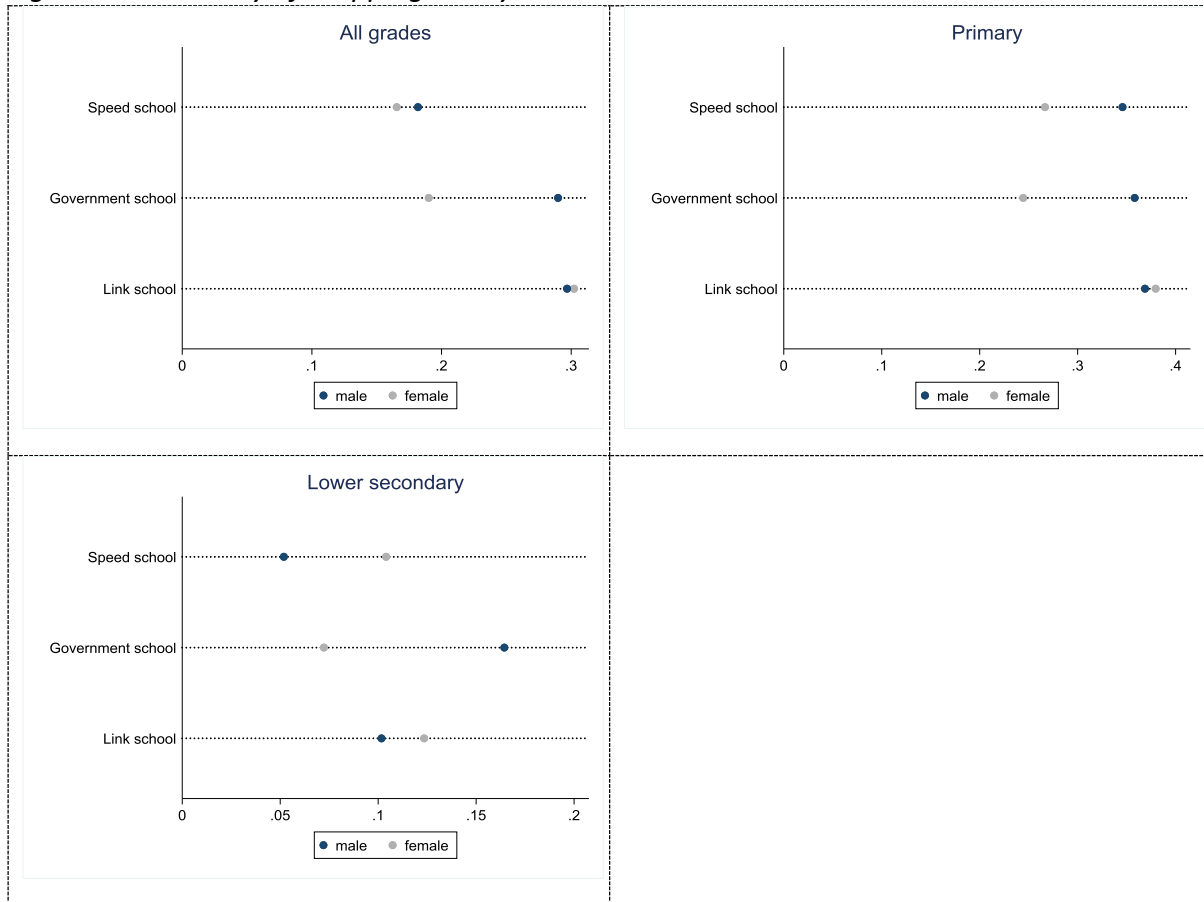 All grades
Speed school
Government school
Link school
0 .1 .2 .3
male female
Primary
Speed school
Government school
Link school
0 .1 .2 .3 .4
male female
Lower secondary
Speed school
Government school
Link school
0 .05 .1 .15 .2
male female